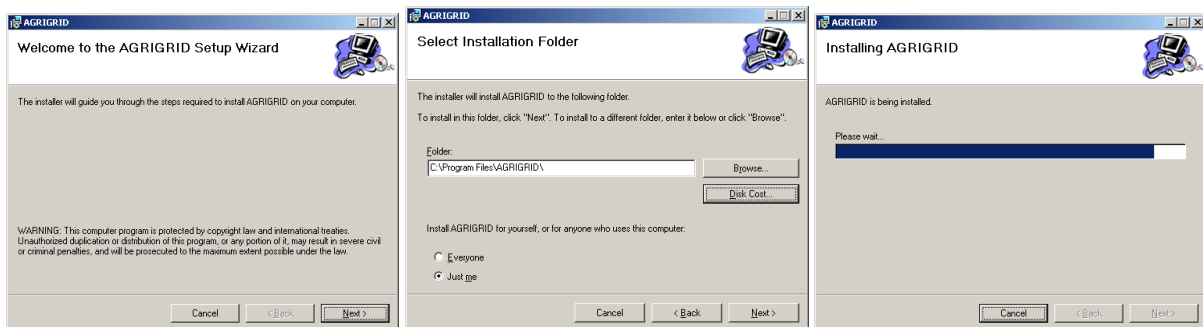 AGRIGRID
Welcome to the AGRIGRID Setup Wizard
The installer will guide you through the steps required to install AGRIGRID on your computer.
WARNING: This computer program is protected by copyright law and international treaties.
Unauthorized duplication or distribution of this program, or any portion of it, may result in severe civil
or criminal penalties, and will be prosecuted to the maximum extent possible under the law.
Cancel
< Back
Next >
AGRIGRID
Select Installation Folder
The installer will install AGRIGRID to the following folder.
To install in this folder, click "Next". To install to a different folder, enter it below or click "Browse".
Folder:
C:\Program Files\AGRIGRID\
Browse...
Disk Cost...
Install AGRIGRID for yourself, or for anyone who uses this computer:
Everyone
Just me
Cancel
< Back
Next >
AGRIGRID
Installing AGRIGRID
AGRIGRID is being installed.
Please wait...
Cancel
< Back
Next >